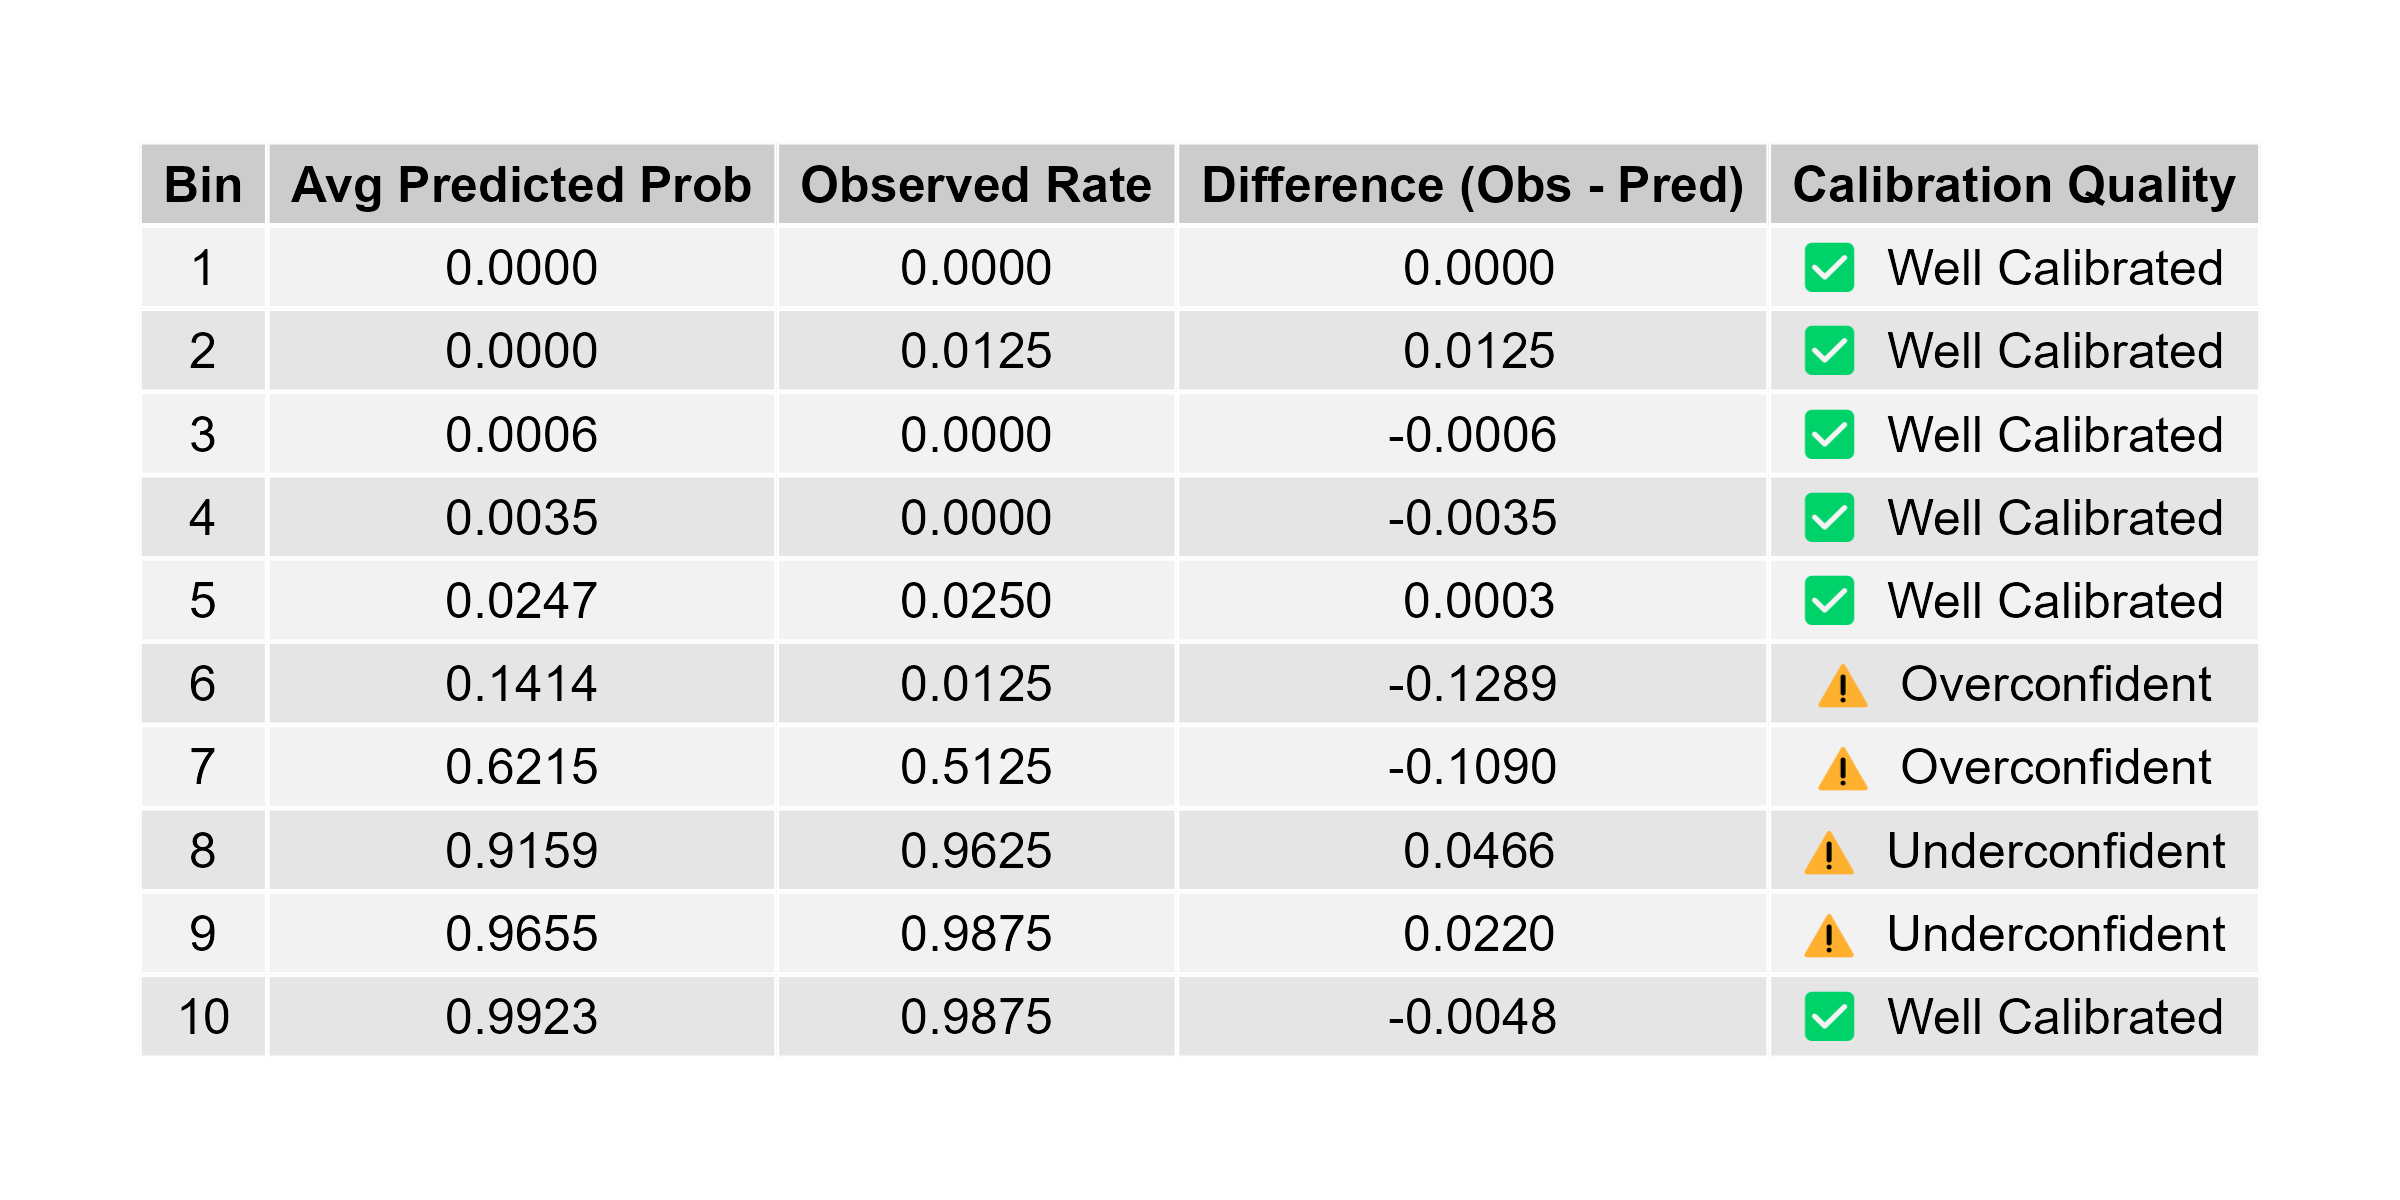 Bin Avg Predicted Prob Observed Rate Difference (Obs - Pred) Calibration Quality
1 0.0000 0.0000 0.0000 ✅ Well Calibrated
2 0.0000 0.0125 0.0125 ✅ Well Calibrated
3 0.0006 0.0000 -0.0006 ✅ Well Calibrated
4 0.0035 0.0000 -0.0035 ✅ Well Calibrated
5 0.0247 0.0250 0.0003 ✅ Well Calibrated
6 0.1414 0.0125 -0.1289 ⚠️ Overconfident
7 0.6215 0.5125 -0.1090 ⚠️ Overconfident
8 0.9159 0.9625 0.0466 ⚠️ Underconfident
9 0.9655 0.9875 0.0220 ⚠️ Underconfident
10 0.9923 0.9875 -0.0048 ✅ Well Calibrated